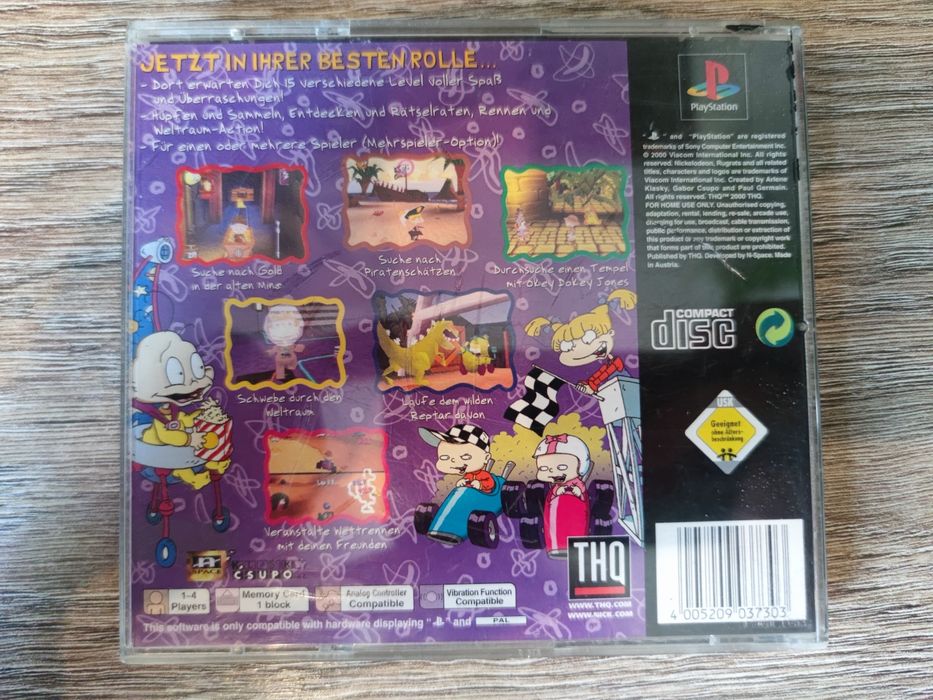 JETZT IN IHRER BESTEN ROLLE...
- Dort erwarten Dich 15 verschiedene Level voller Spaß
und Überraschungen!
- Hüpfen und Sammeln, Entdecken und Rätselraten, Rennen und
Weltraum-Action!
- Für einen oder mehrere Spieler (Mehrspieler-Option)!
Suche nach Gold
in der alten Mine
Suche nach
Piratenschätzen
Durchsuche einen Tempel
mit Okey Dokey Jones
Schwebe durch den
Weltraum
Laufe dem wilden
Reptar davon
Veranstalte Wettrennen
mit deinen Freunden
n
SPACE
CSUPO
THQ
WWW.THQ.COM
WWW.NICK.COM
1-4
Players
Memory Card
1 block
Analog Controller
Compatible
Vibration Function
Compatible
This software is only compatible with hardware displaying " " and PAL
PlayStation
" " and "PlayStation" are registered
trademarks of Sony Computer Entertainment Inc.
© 2000 Viacom International Inc. All rights
reserved. Nickelodeon, Rugrats and all related
titles, characters and logos are trademarks of
Viacom International Inc. Created by Arlene
Klasky, Gabor Csupo and Paul Germain.
All rights reserved. THQ™ 2000 THQ.
FOR HOME USE ONLY. Unauthorised copying,
adaptation, rental, lending, re-sale, arcade use,
charging for use, broadcast, cable transmission,
public performance, distribution or extraction of
this product or any trademark or copyright work
that forms part of this product are prohibited.
Published by THQ. Developed by N-Space. Made
in Austria.
COMPACT
disc
USK
Geeignet
ohne Alters-
beschränkung
4 005209 037303